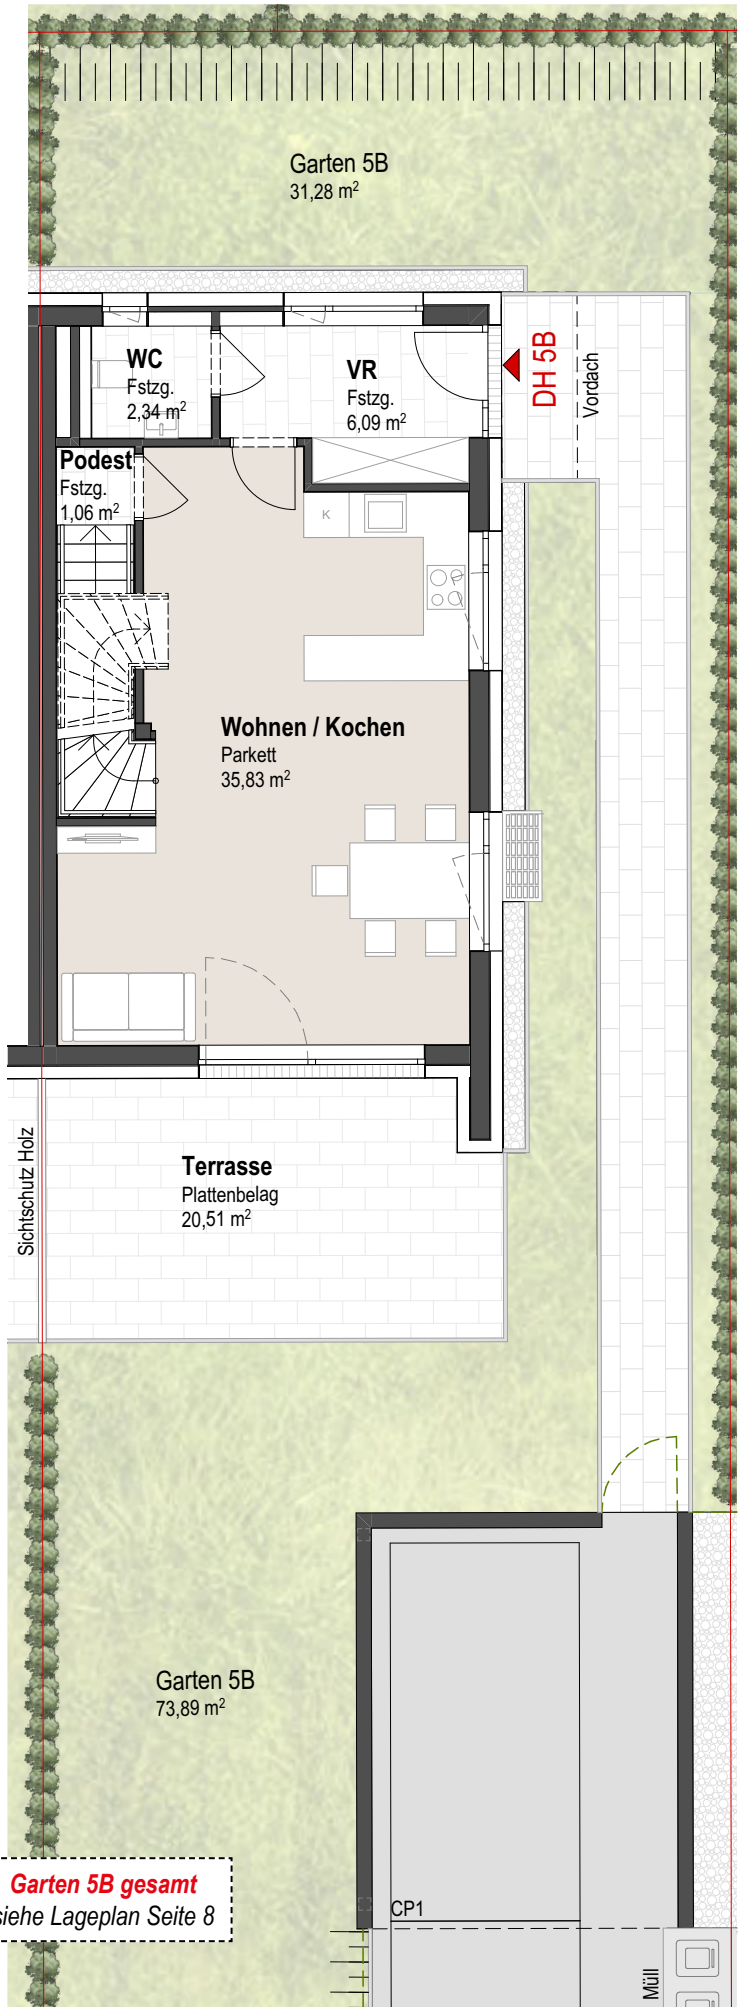 Garten 5B
31,28 m²
WC
Fstzg.
2,34 m²
VR
Fstzg.
6,09 m²
DH 5B
Vordach
Podest
Fstzg.
1,06 m²
K
Wohnen / Kochen
Parkett
35,83 m²
Sichtschutz Holz
Terrasse
Plattenbelag
20,51 m²
Garten 5B
73,89 m²
Garten 5B gesamt
siehe Lageplan Seite 8
CP1
Müll